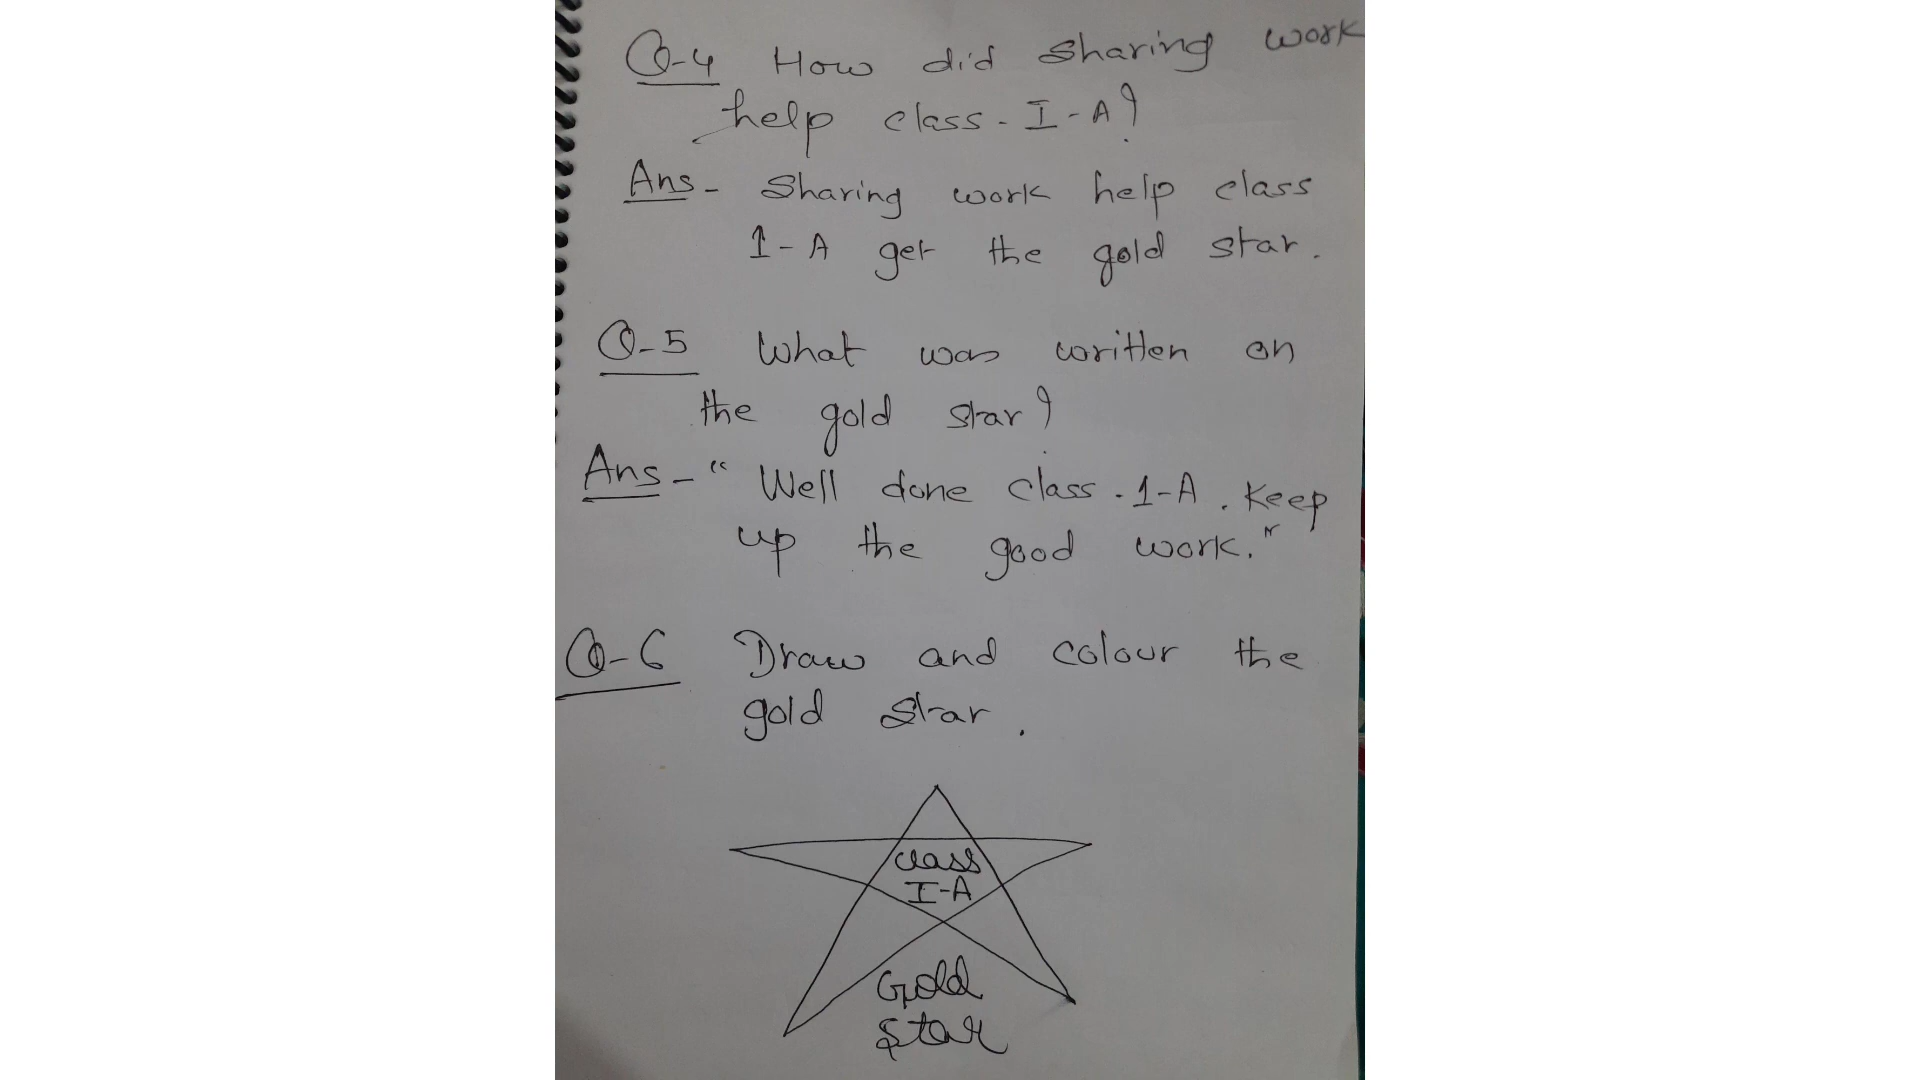 Q-4 How did sharing work
help class-I-A?
Ans- Sharing work help class
1-A get the gold star.
Q-5 What was written on
the gold star?
Ans- "Well done class.1-A. Keep
up the good work."
Q-6 Draw and colour the
gold star.
class
I-A
Gold
Star